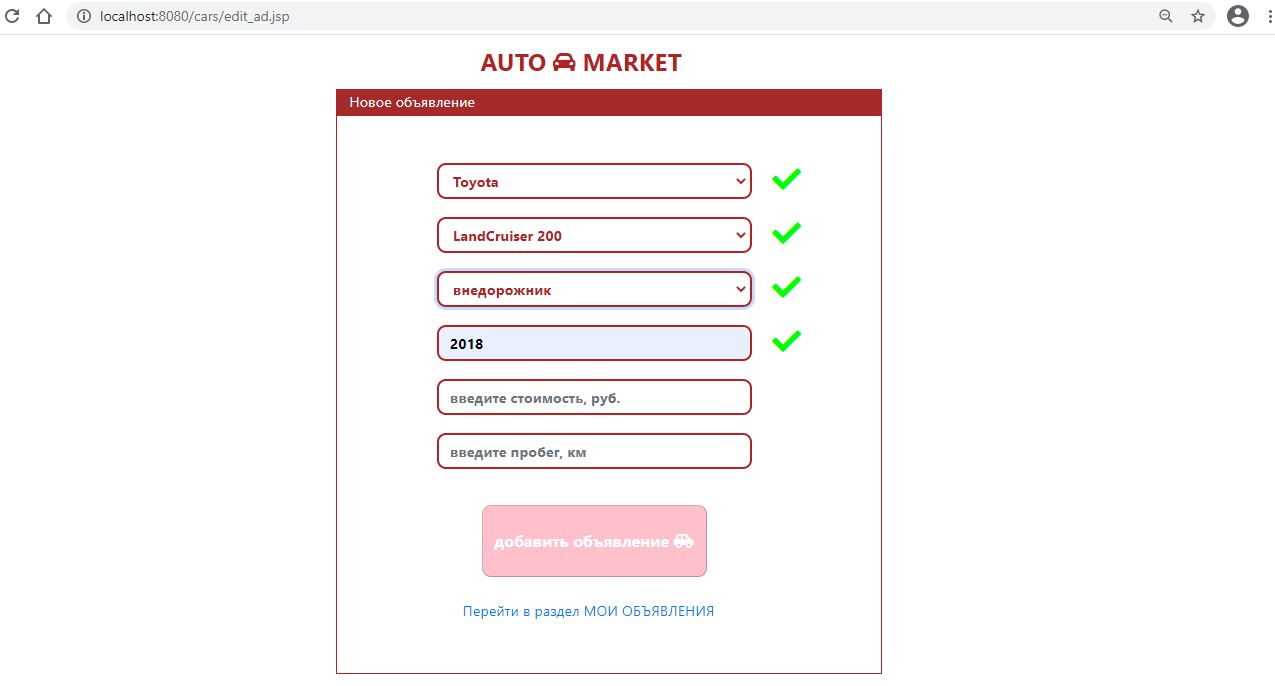 localhost:8080/cars/edit_ad.jsp
AUTO MARKET
Новое объявление
Toyota
LandCruiser 200
внедорожник
2018
введите стоимость, руб.
введите пробег, км
добавить объявление
Перейти в раздел МОИ ОБЪЯВЛЕНИЯ